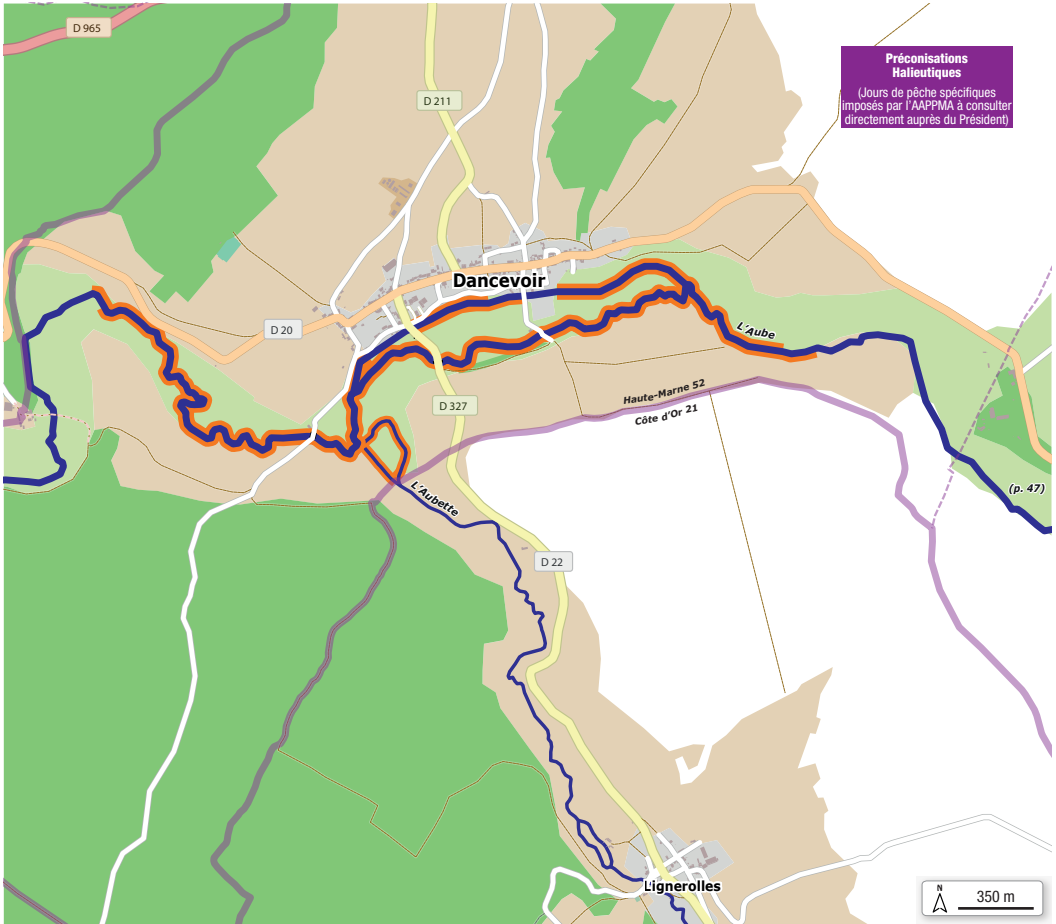 D 965
Préconisations
Halieutiques
(Jours de pêche spécifiques
imposés par l'AAPPMA à consulter
directement auprès du Président)
D 211
Dancevoir
D 20
L'Aube
Haute-Marne 52
Côte d'Or 21
D 327
L'Aubette
(p. 47)
D 22
Lignerolles
N
350 m